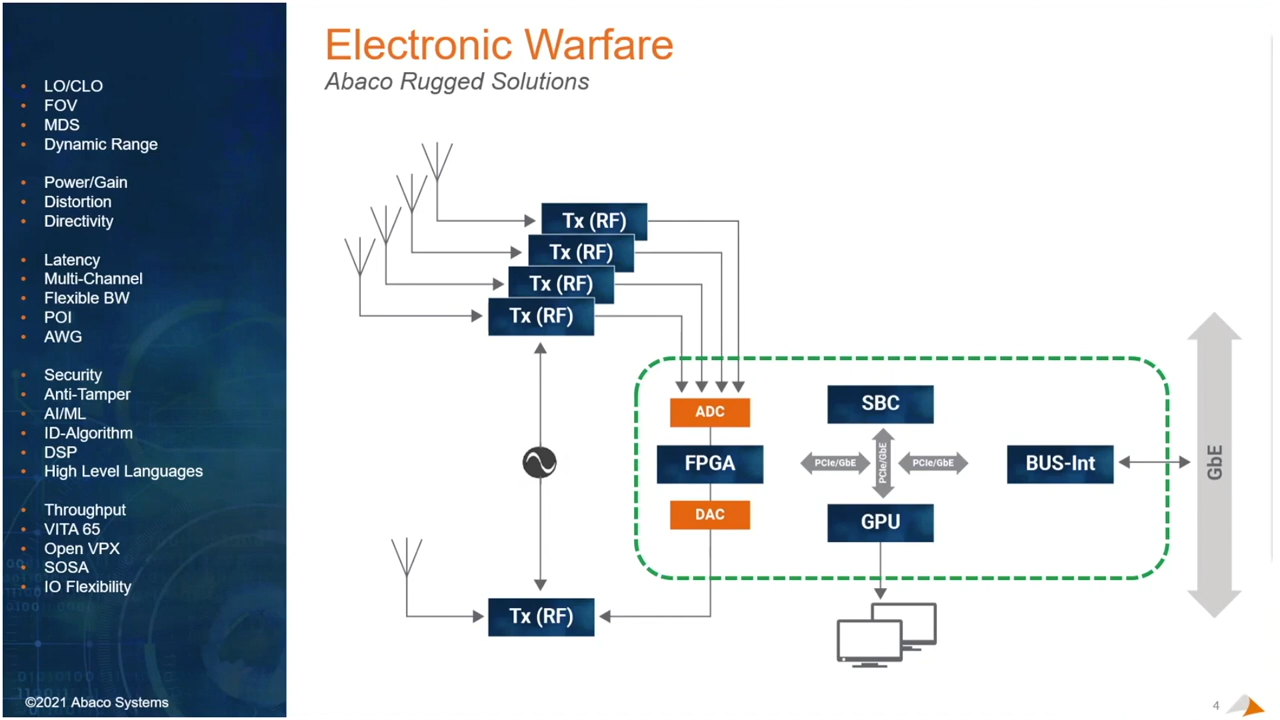 Electronic Warfare
Abaco Rugged Solutions
LO/CLO
FOV
MDS
Dynamic Range
Power/Gain
Distortion
Directivity
Latency
Multi-Channel
Flexible BW
POI
AWG
Security
Anti-Tamper
AI/ML
ID-Algorithm
DSP
High Level Languages
Throughput
VITA 65
Open VPX
SOSA
IO Flexibility
©2021 Abaco Systems
Tx (RF)
Tx (RF)
Tx (RF)
Tx (RF)
ADC
FPGA
DAC
SBC
PCIe/GbE
PCIe/GbE
PCIe/GbE
GPU
BUS-Int
GbE
Tx (RF)
4